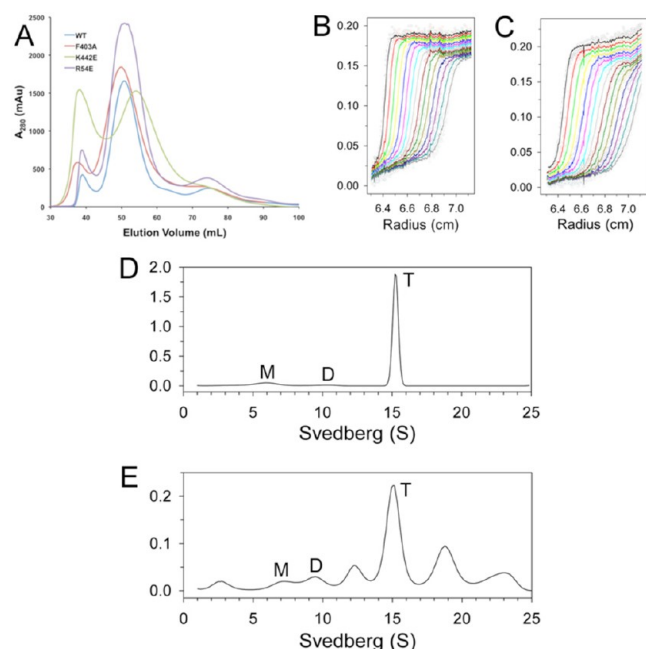 A
WT
F403A
K442E
R54E
A280 (mAu)
2500
2000
1500
1000
500
0
30 40 50 60 70 80 90 100
Elution Volume (mL)
B
0.20
0.15
0.10
0.05
0.00
6.4 6.6 6.8 7.0
Radius (cm)
C
0.20
0.15
0.10
0.05
0.00
6.4 6.6 6.8 7.0
Radius (cm)
D
2.0
1.5
1.0
0.5
0.0
M D T
0 5 10 15 20 25
Svedberg (S)
E
0.2
0.1
0.0
M D T
0 5 10 15 20 25
Svedberg (S)